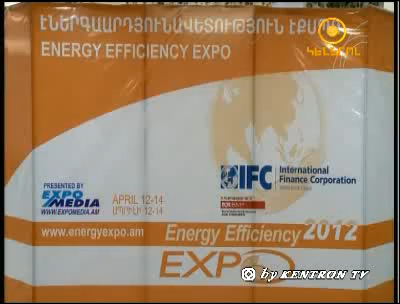 ԷՆԵՐԳԱԱՐԴՅՈՒՆԱՎԵՏՈՒԹՅՈՒՆ ԷՔՍՊՈ
ENERGY EFFICIENCY EXPO
ԿԵՆՏՐՈՆ
PRESENTED BY
EXPO
MEDIA
WWW.EXPOMEDIA.AM
APRIL 12-14
ԱՊՐԻԼԻ 12-14
IFC
International
Finance Corporation
www.energyexpo.am
Energy Efficiency 2012
EXPO
© by KENTRON TV